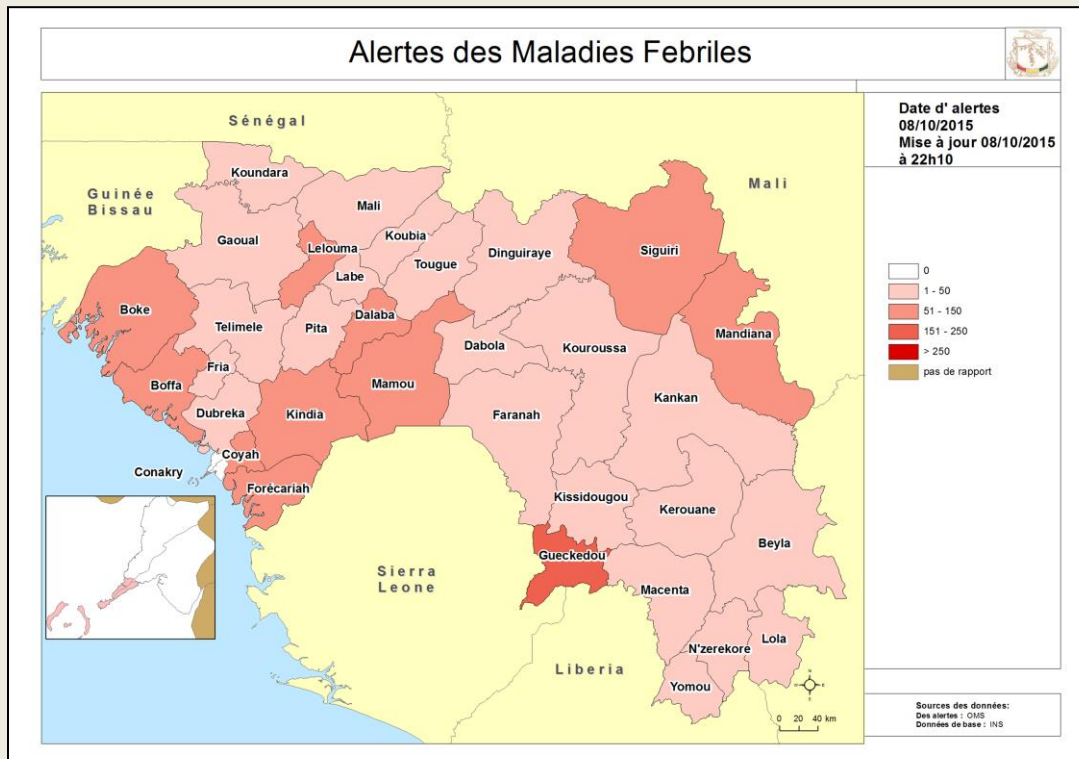 Alertes des Maladies Febriles
Date d' alertes
08/10/2015
Mise à jour 08/10/2015
à 22h10
Sénégal
Mali
Guinée
Bissau
Koundara
Mali
Gaoual
Koubia
Lelouma
Labe
Tougue
Dinguiraye
Siguiri
Boke
Telimele
Pita
Dalaba
Mandiana
Fria
Dabola
Kouroussa
Boffa
Mamou
Kankan
Dubreka
Kindia
Faranah
Coyah
Conakry
Forécariah
Kissidougou
Kerouane
Beyla
Gueckedou
Sierra
Leone
Macenta
Liberia
N'zerekore
Lola
Yomou
0 20 40 km
0
1 - 50
51 - 150
151 - 250
> 250
pas de rapport
Sources des données:
Des alertes : OMS
Données de base : INS